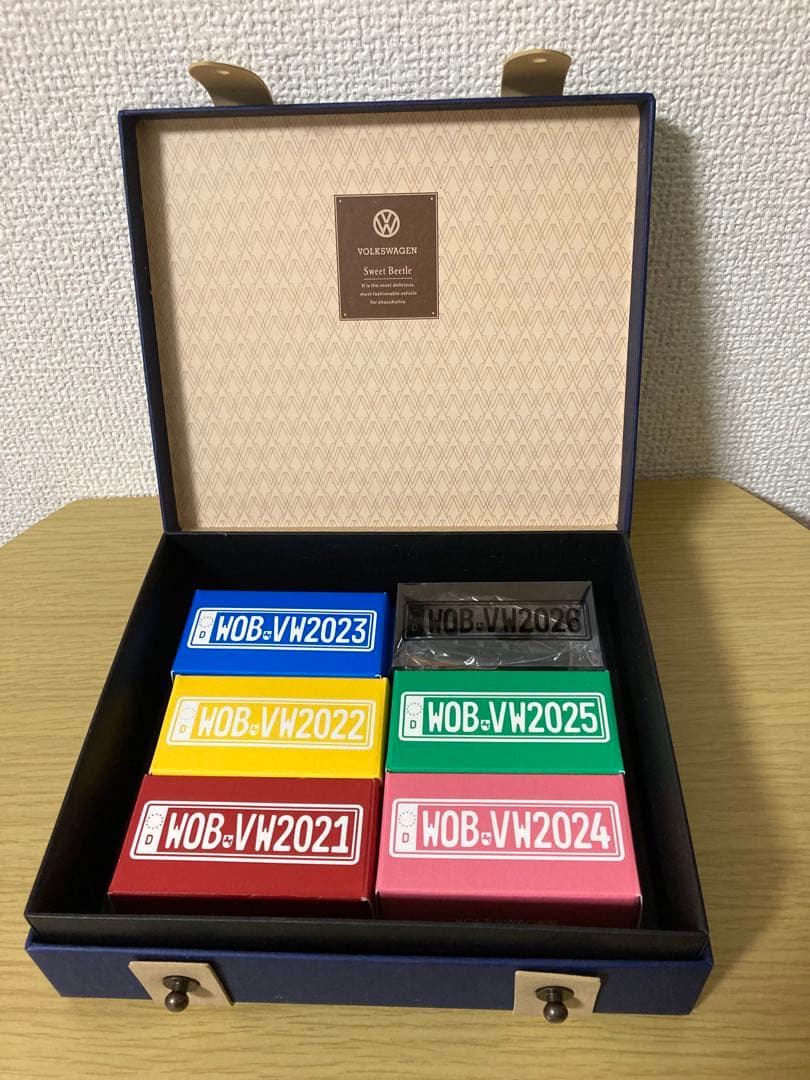 VOLKSWAGEN
Sweet Beetle
It is the most delicious,
most fashionable vehicle
for chocoholics
D WOB VW2023
D WOB VW2026
D WOB VW2022
D WOB VW2025
D WOB VW2021
D WOB VW2024